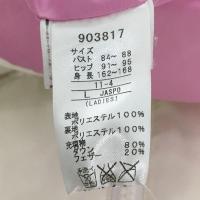 903817
サイズ
バスト 84～88
ヒップ 91～95
身長 162～168
11-4
L JASPO
(LADIES)
表地
ポリエステル100%
裏地
ポリエステル100%
充填物
ダウン 80%
フェザー 20%